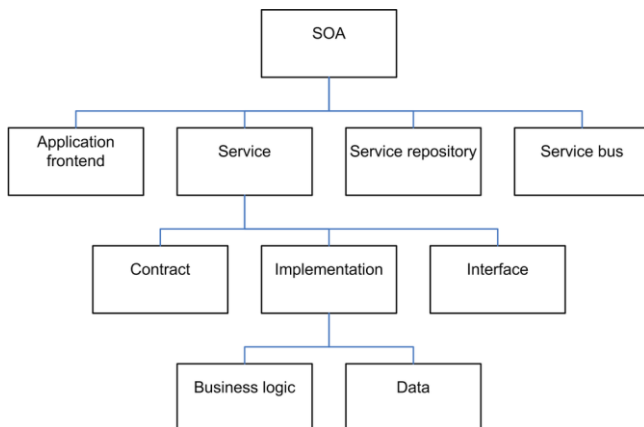 SOA
Application
frontend
Service
Service repository
Service bus
Contract
Implementation
Interface
Business logic
Data